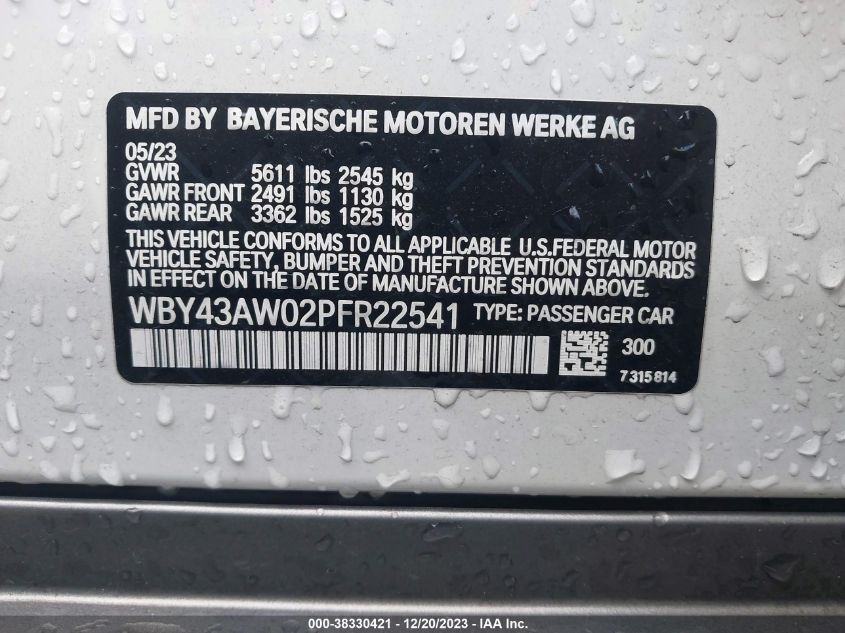 MFD BY BAYERISCHE MOTOREN WERKE AG
05/23
GVWR 5611 lbs 2545 kg
GAWR FRONT 2491 lbs 1130 kg
GAWR REAR 3362 lbs 1525 kg
THIS VEHICLE CONFORMS TO ALL APPLICABLE U.S.FEDERAL MOTOR
VEHICLE SAFETY, BUMPER AND THEFT PREVENTION STANDARDS
IN EFFECT ON THE DATE OF MANUFACTURE SHOWN ABOVE.
WBY43AW02PFR22541 TYPE: PASSENGER CAR
300
7315814
000-38330421 - 12/20/2023 - IAA Inc.